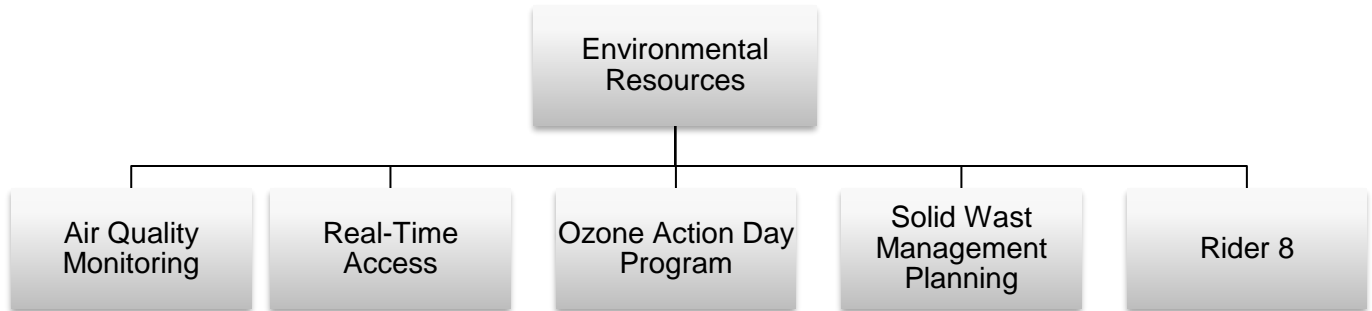 Environmental
Resources
Air Quality
Monitoring
Real-Time
Access
Ozone Action Day
Program
Solid Wast
Management
Planning
Rider 8